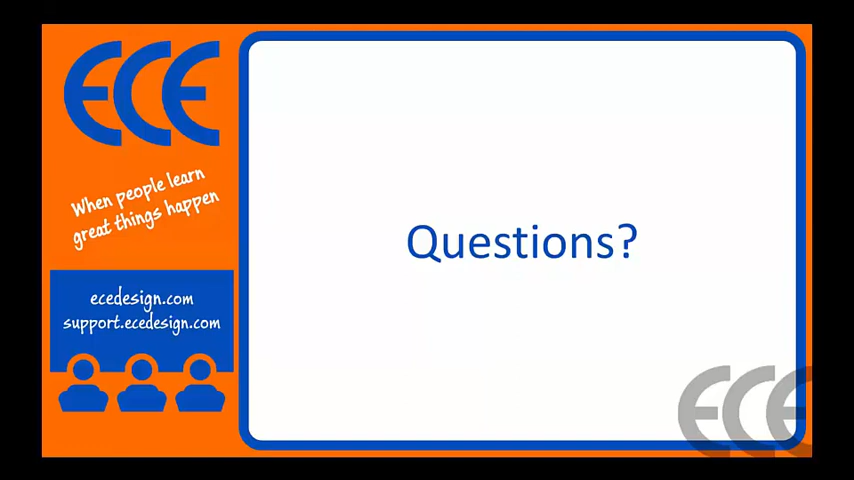 ECE
When people learn
great things happen
ecedesign.com
support.ecedesign.com
Questions?
ECE